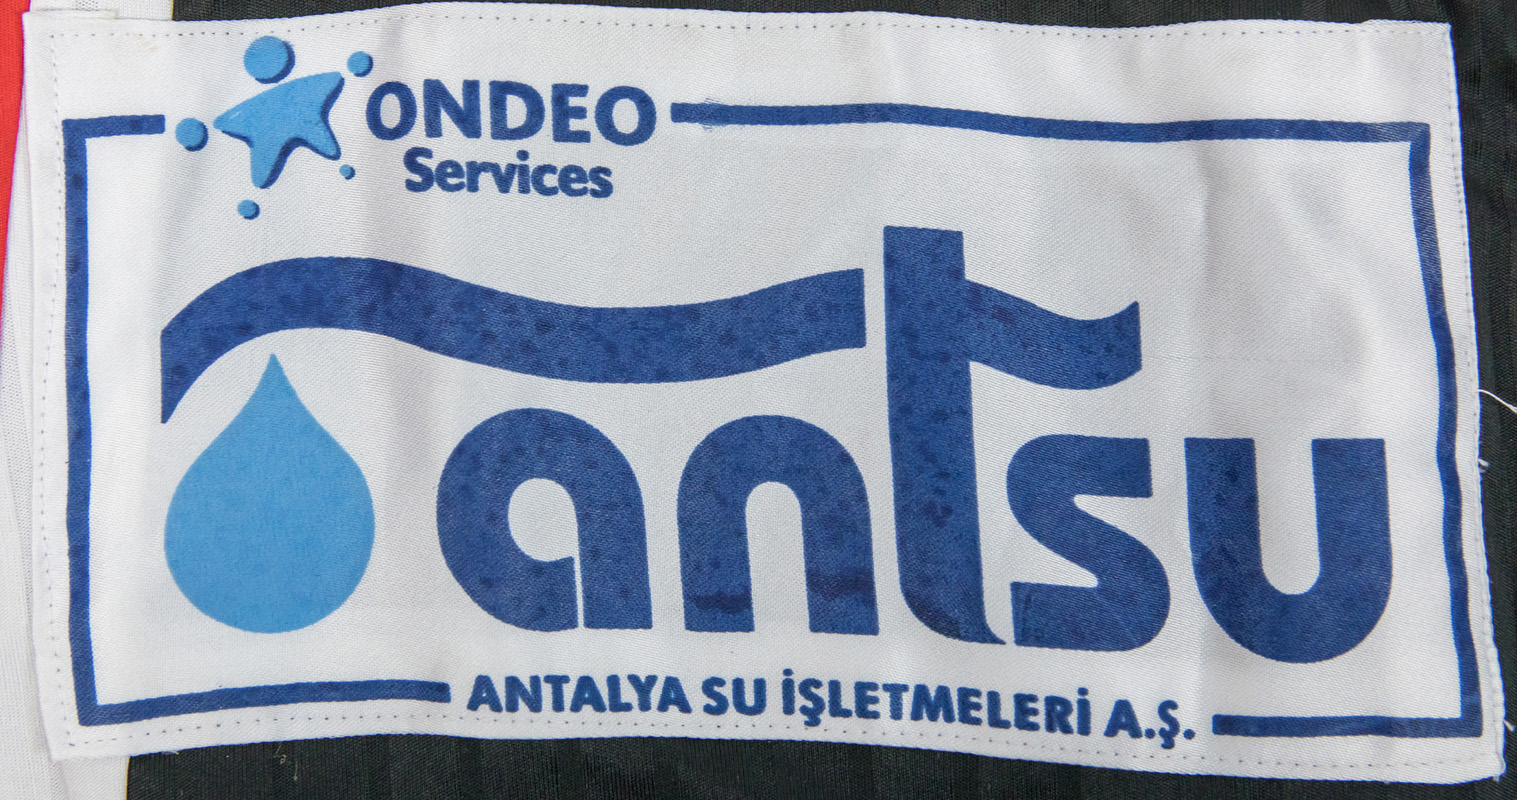 ONDEO
Services
antsu
ANTALYA SU İŞLETMELERİ A.Ş.